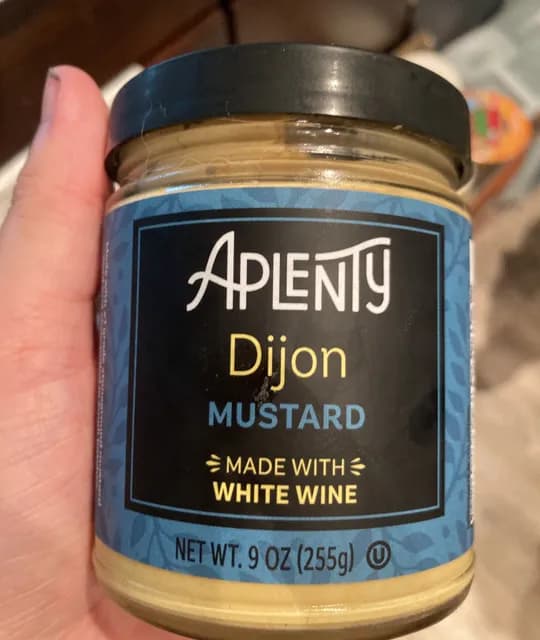 APLENTY
Dijon
MUSTARD
MADE WITH
WHITE WINE
NET WT. 9 OZ (255g) U